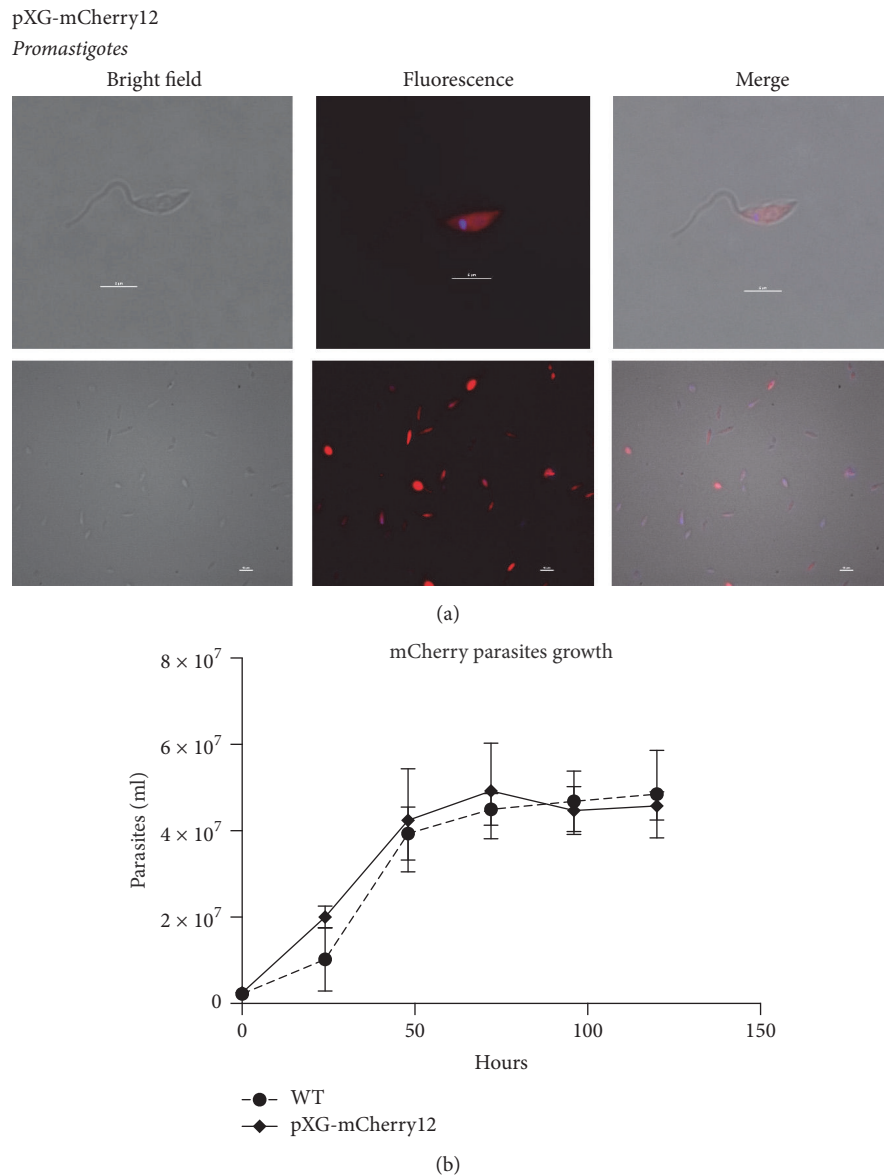 pXG-mCherry12
Promastigotes
Bright field Fluorescence Merge
(a)
mCherry parasites growth
8 × 10⁷
6 × 10⁷
4 × 10⁷
2 × 10⁷
0
Parasites (ml)
0 50 100 150
Hours
WT
pXG-mCherry12
(b)